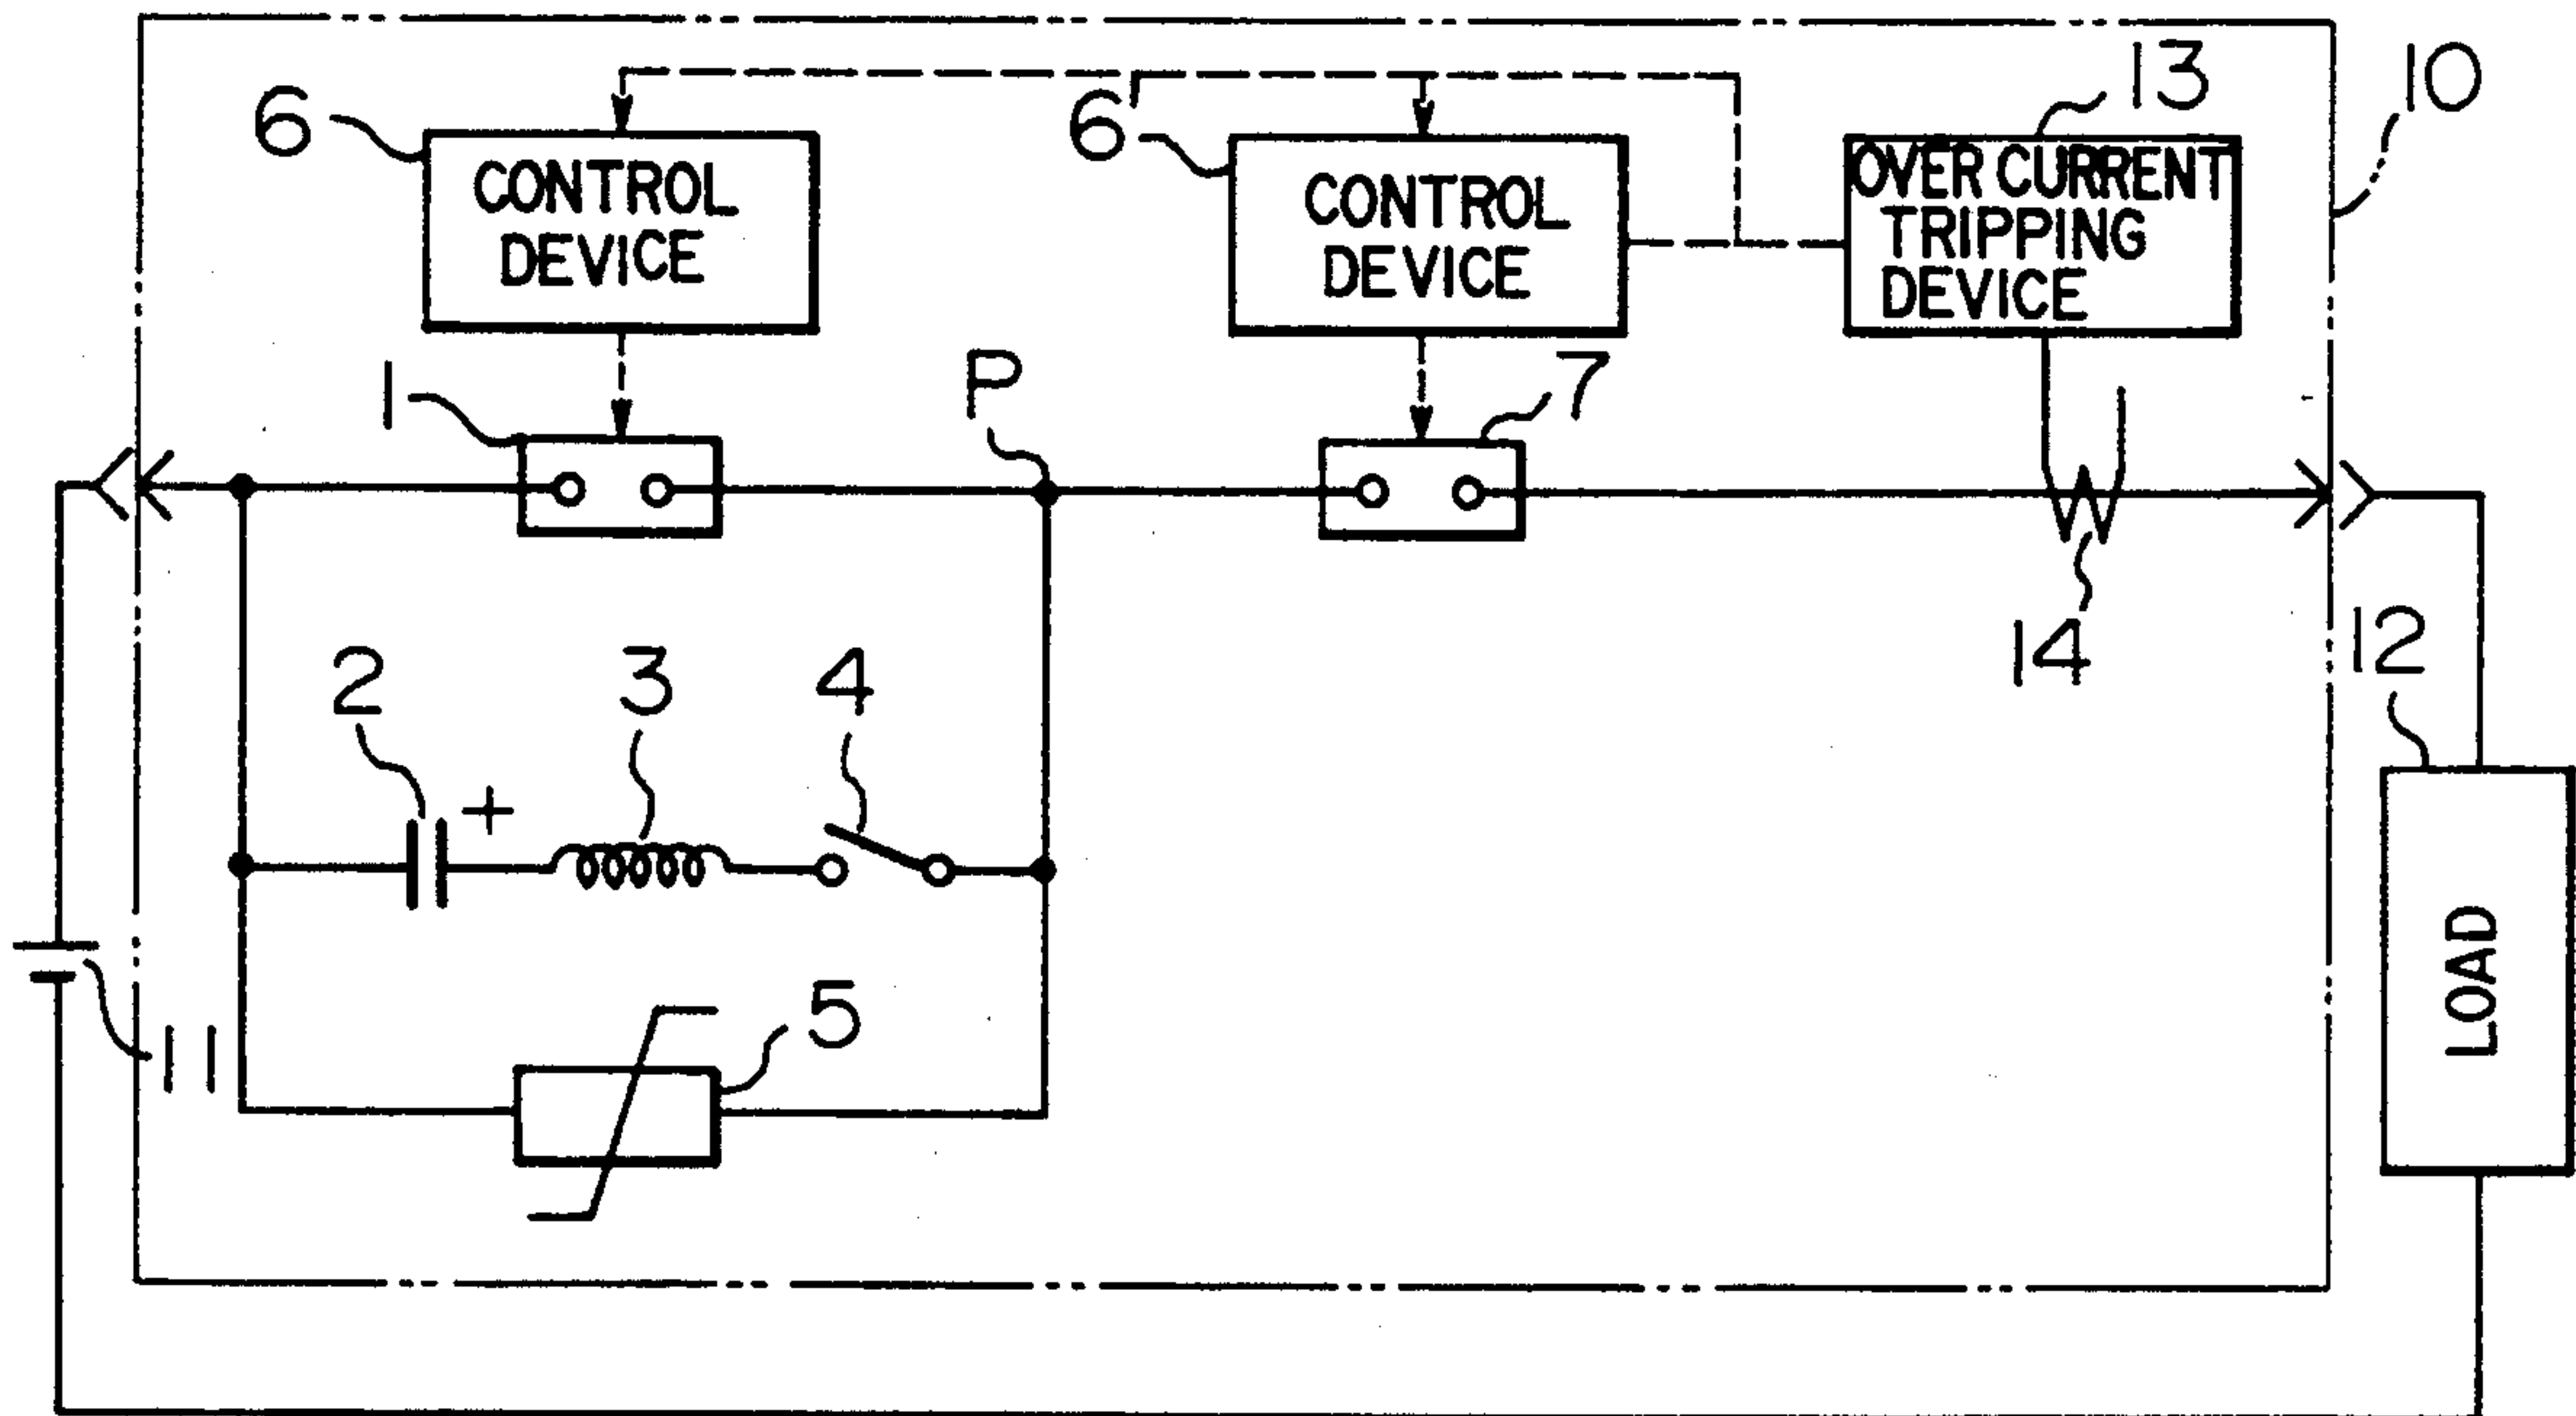 6
CONTROL
DEVICE
6'
CONTROL
DEVICE
13
OVER CURRENT
TRIPPING
DEVICE
10
1
P
7
14
2
+
3
4
5
11
12
LOAD